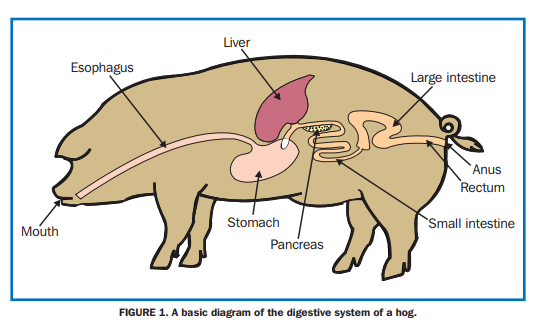 Liver
Esophagus
Large intestine
Anus
Rectum
Stomach
Small intestine
Mouth
Pancreas
FIGURE 1. A basic diagram of the digestive system of a hog.